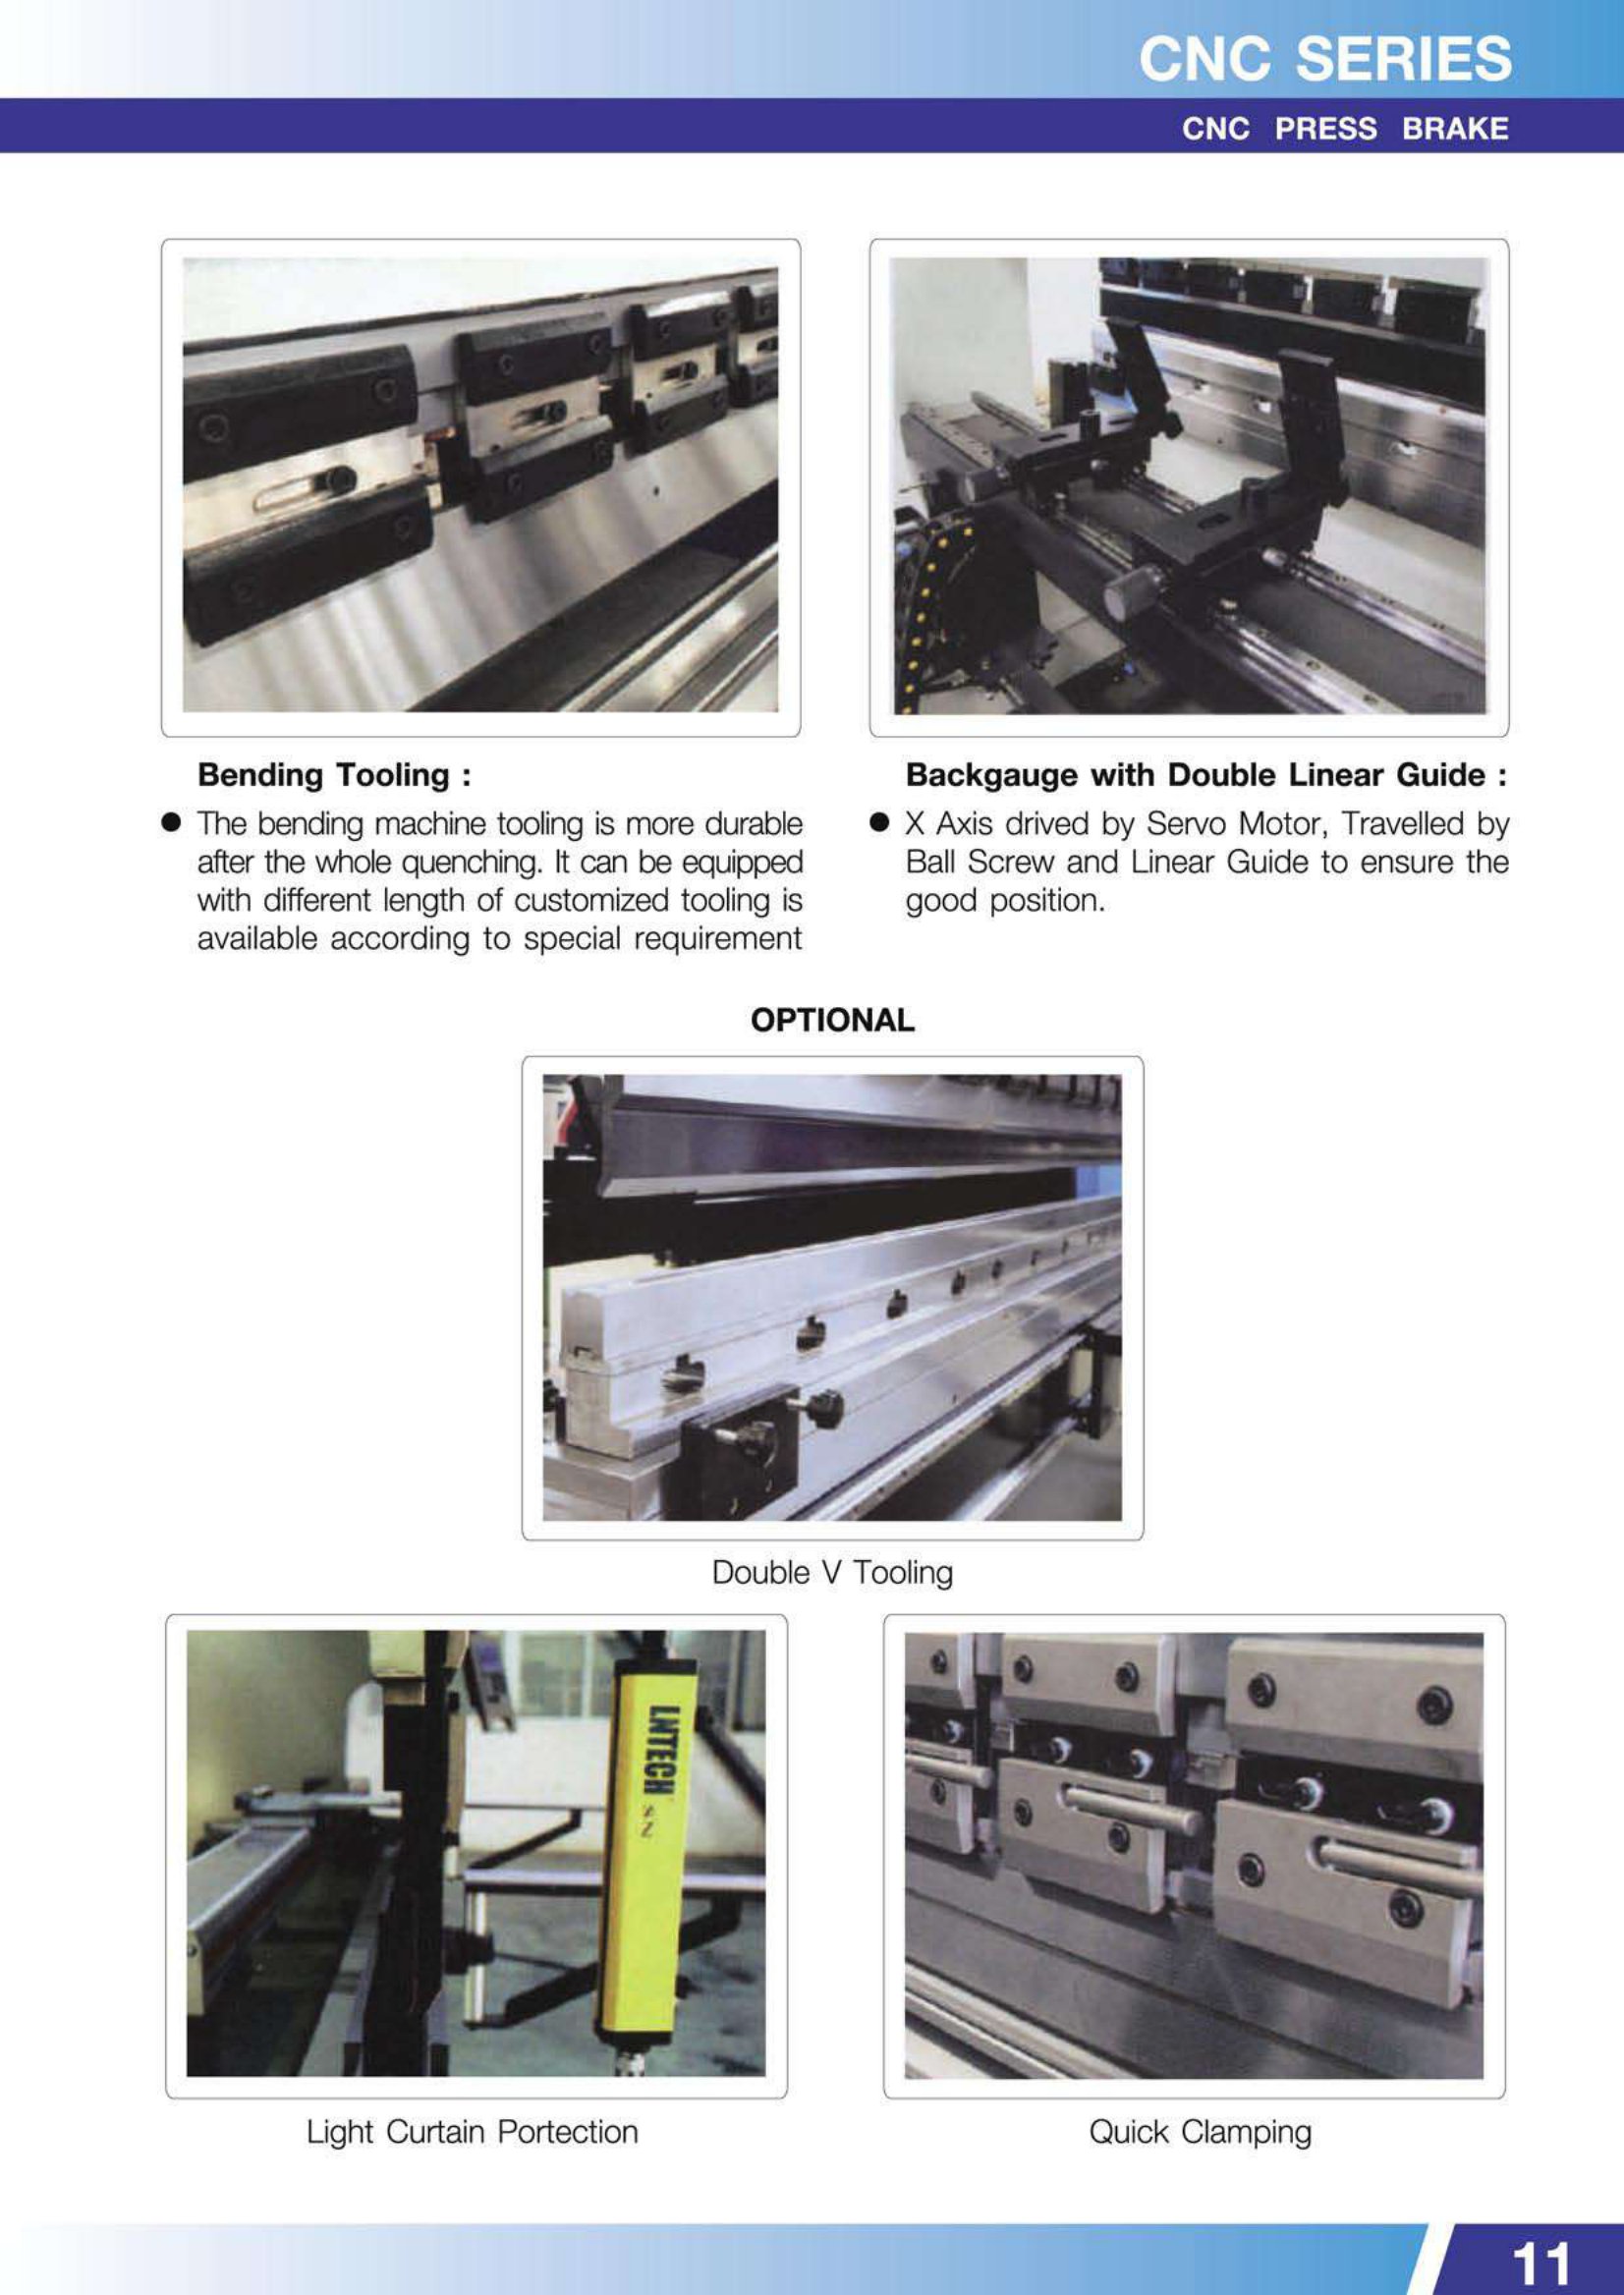 CNC SERIES
CNC PRESS BRAKE
Bending Tooling :
● The bending machine tooling is more durable
after the whole quenching. It can be equipped
with different length of customized tooling is
available according to special requirement
Backgauge with Double Linear Guide :
● X Axis drived by Servo Motor, Travelled by
Ball Screw and Linear Guide to ensure the
good position.
OPTIONAL
Double V Tooling
LNTECH SN
Light Curtain Portection
Quick Clamping
11